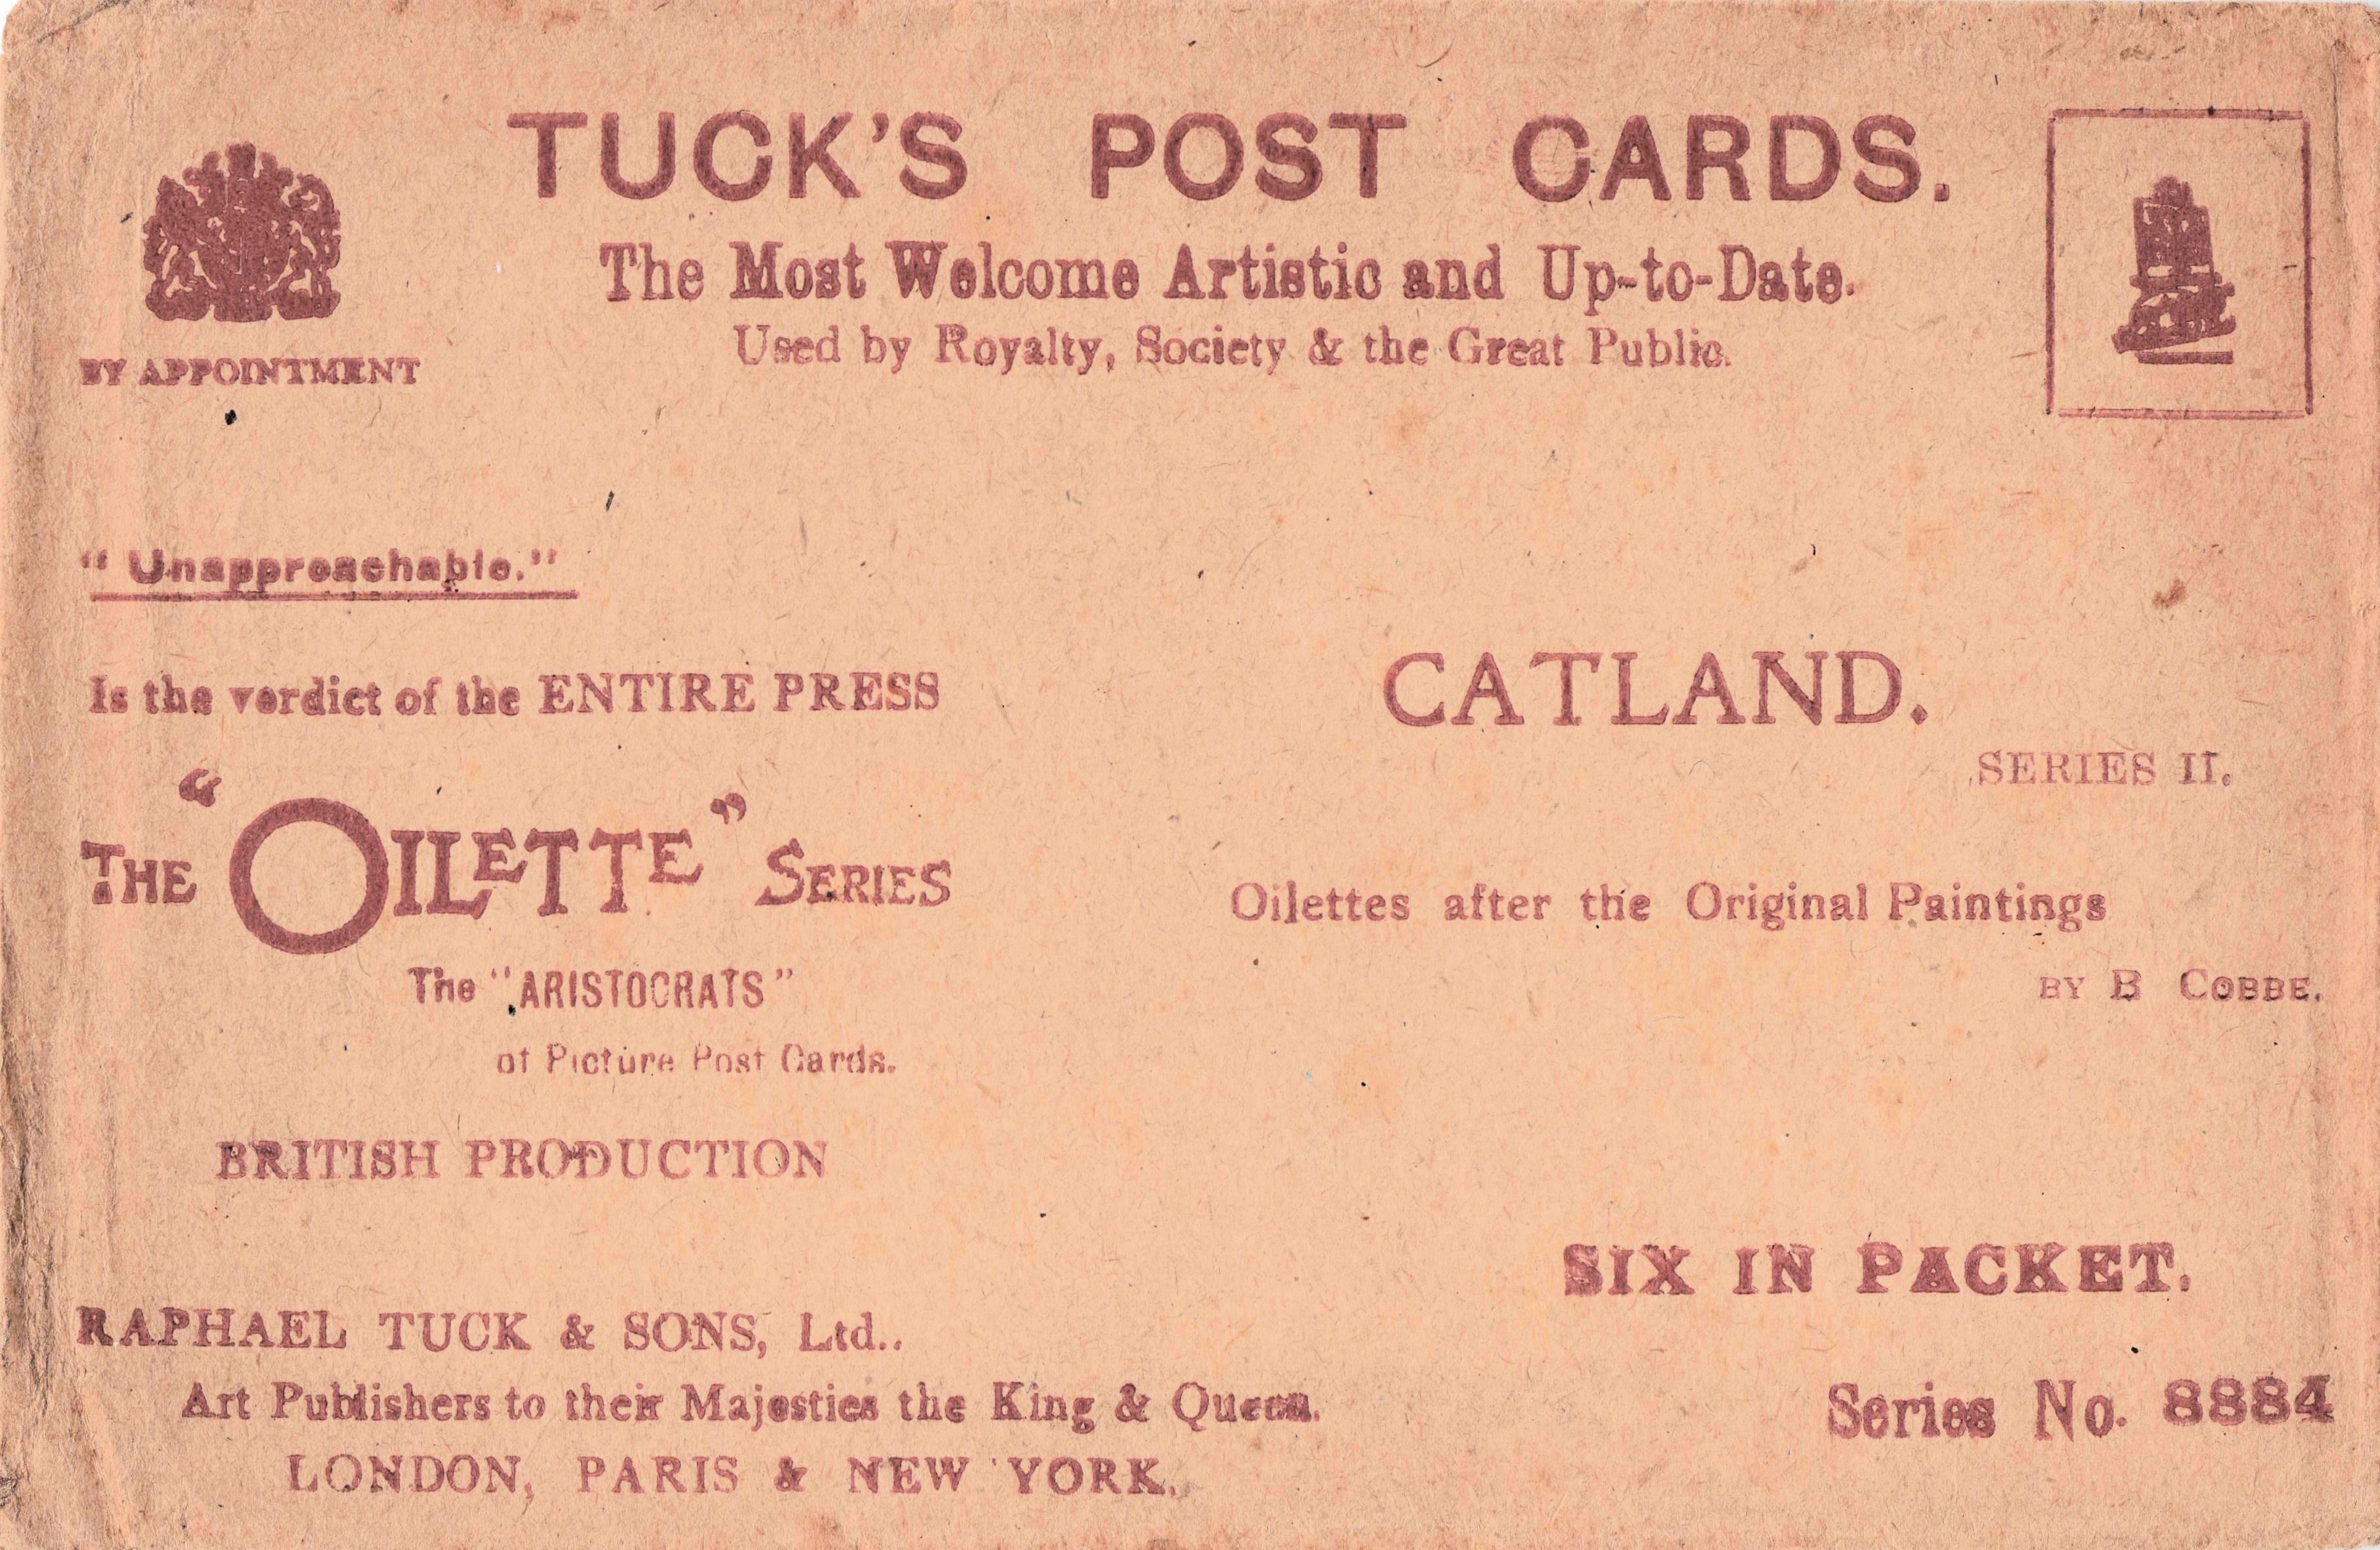 TUCK'S POST CARDS.
The Most Welcome Artistic and Up-to-Date.
Used by Royalty, Society & the Great Public.
BY APPOINTMENT
"Unapproachable."
Is the verdict of the ENTIRE PRESS
THE "OILETTE" SERIES
The "ARISTOCRATS"
of Picture Post Cards.
BRITISH PRODUCTION
RAPHAEL TUCK & SONS, Ltd..
Art Publishers to their Majesties the King & Queen.
LONDON, PARIS & NEW YORK.
CATLAND.
SERIES II.
Oilettes after the Original Paintings
BY B COBBE.
SIX IN PACKET.
Series No. 8884